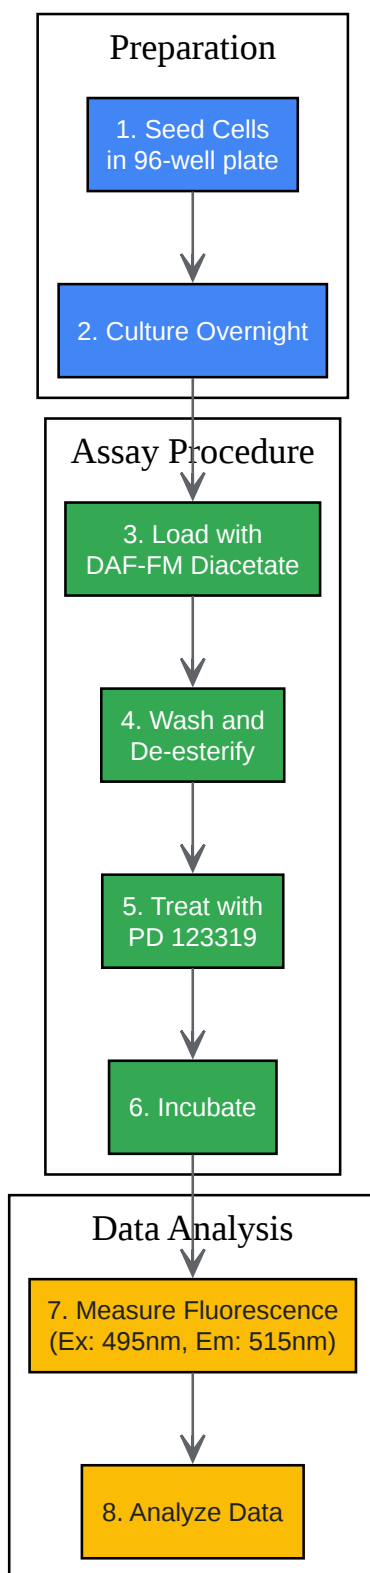 Preparation
1. Seed Cells
in 96-well plate
2. Culture Overnight
Assay Procedure
3. Load with
DAF-FM Diacetate
4. Wash and
De-esterify
5. Treat with
PD 123319
6. Incubate
Data Analysis
7. Measure Fluorescence
(Ex: 495nm, Em: 515nm)
8. Analyze Data